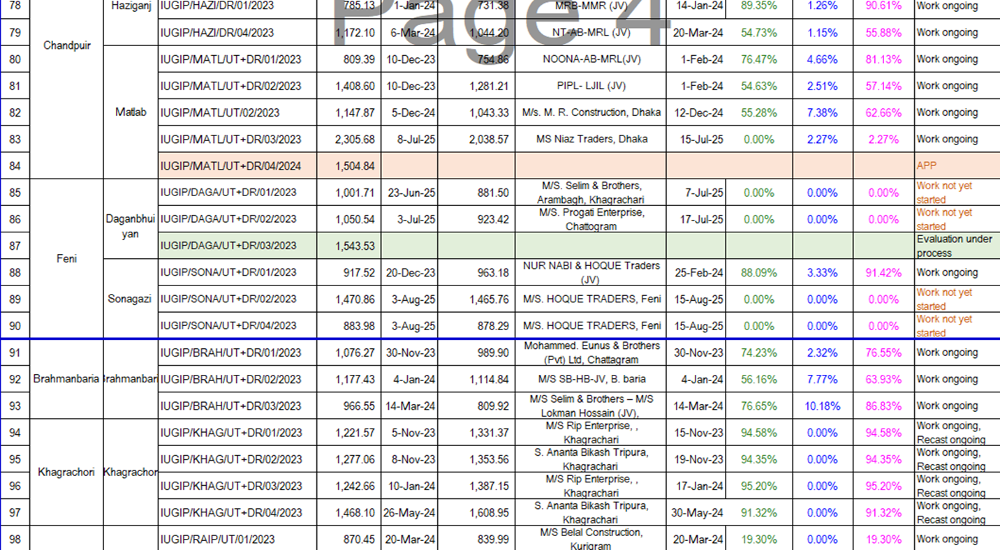 Page 4
78 Haziganj IUGIP/HAZI/DR/01/2023 785.13 1-Jan-24 731.38 MRB-MMR (JV) 14-Jan-24 89.35% 1.26% 90.61% Work ongoing
79 IUGIP/HAZI/DR/04/2023 1,172.10 6-Mar-24 1,044.20 NT-AB-MRL (JV) 20-Mar-24 54.73% 1.15% 55.88% Work ongoing
Chandpuir
80 IUGIP/MATL/UT+DR/01/2023 809.39 10-Dec-23 754.86 NOONA-AB-MRL(JV) 1-Feb-24 76.47% 4.66% 81.13% Work ongoing
81 IUGIP/MATL/UT+DR/02/2023 1,408.60 10-Dec-23 1,281.21 PIPL- LJIL (JV) 1-Feb-24 54.63% 2.51% 57.14% Work ongoing
82 Matlab IUGIP/MATL/UT/02/2023 1,147.87 5-Dec-24 1,043.33 M/s. M. R. Construction, Dhaka 12-Dec-24 55.28% 7.38% 62.66% Work ongoing
83 IUGIP/MATL/UT+DR/03/2023 2,305.68 8-Jul-25 2,038.57 MS Niaz Traders, Dhaka 15-Jul-25 0.00% 2.27% 2.27% Work ongoing
84 IUGIP/MATL/UT+DR/04/2024 1,504.84 APP
85 IUGIP/DAGA/UT+DR/01/2023 1,001.71 23-Jun-25 881.50 M/S. Selim & Brothers, 7-Jul-25 0.00% 0.00% 0.00% Work not yet
Arambagh, Khagrachari started
86 Daganbhui IUGIP/DAGA/UT+DR/02/2023 1,050.54 3-Jul-25 923.42 M/S. Progati Enterprise, 17-Jul-25 0.00% 0.00% 0.00% Work not yet
yan Chattogram started
87 IUGIP/DAGA/UT+DR/03/2023 1,543.53 Evaluation under
Feni process
88 IUGIP/SONA/UT+DR/01/2023 917.52 20-Dec-23 963.18 NUR NABI & HOQUE Traders 25-Feb-24 88.09% 3.33% 91.42% Work ongoing
(JV)
89 Sonagazi IUGIP/SONA/UT+DR/02/2023 1,470.86 3-Aug-25 1,465.76 M/S. HOQUE TRADERS, Feni 15-Aug-25 0.00% 0.00% 0.00% Work not yet
started
90 IUGIP/SONA/UT+DR/04/2023 883.98 3-Aug-25 878.29 M/S. HOQUE TRADERS, Feni 15-Aug-25 0.00% 0.00% 0.00% Work not yet
started
91 IUGIP/BRAH/UT+DR/01/2023 1,076.27 30-Nov-23 989.90 Mohammed. Eunus & Brothers 30-Nov-23 74.23% 2.32% 76.55% Work ongoing
(Pvt) Ltd, Chattagram
92 Brahmanbaria rahmanbari IUGIP/BRAH/UT+DR/02/2023 1,177.43 4-Jan-24 1,114.84 M/S SB-HB-JV, B. baria 4-Jan-24 56.16% 7.77% 63.93% Work ongoing
93 IUGIP/BRAH/UT+DR/03/2023 966.55 14-Mar-24 809.92 M/S Selim & Brothers – M/S 14-Mar-24 76.65% 10.18% 86.83% Work ongoing
Lokman Hossain (JV),
94 IUGIP/KHAG/UT+DR/01/2023 1,221.57 5-Nov-23 1,331.37 M/S Rip Enterprise, , 15-Nov-23 94.58% 0.00% 94.58% Work ongoing,
Khagrachari Recast ongoing
95 IUGIP/KHAG/UT+DR/02/2023 1,277.06 8-Nov-23 1,353.56 S. Ananta Bikash Tripura, 19-Nov-23 94.35% 0.00% 94.35% Work ongoing,
Khagrachori Khagrachor Khagrachari Recast ongoing
96 IUGIP/KHAG/UT+DR/03/2023 1,242.66 10-Jan-24 1,387.15 M/S Rip Enterprise, , 17-Jan-24 95.20% 0.00% 95.20% Work ongoing,
Khagrachari Recast ongoing
97 IUGIP/KHAG/UT+DR/04/2023 1,468.10 26-May-24 1,608.95 S. Ananta Bikash Tripura, 30-May-24 91.32% 0.00% 91.32% Work ongoing,
Khagrachari Recast ongoing
98 IUGIP/RAIP/UT/01/2023 870.45 20-Mar-24 839.99 M/S Belal Construction, 20-Mar-24 19.30% 0.00% 19.30% Work ongoing
Kurigram